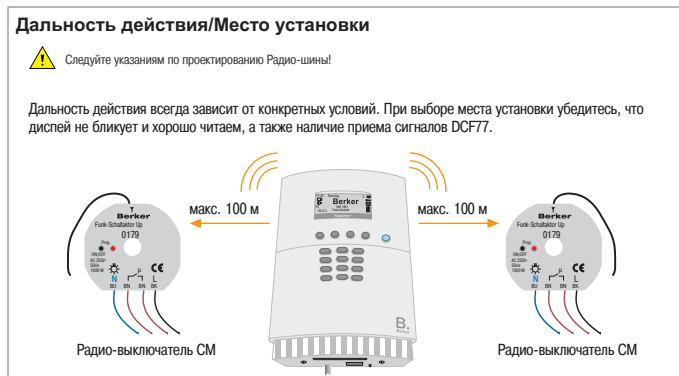 Дальность действия/Место установки
Следуйте указаниям по проектированию Радио-шины!
Дальность действия всегда зависит от конкретных условий. При выборе места установки убедитесь, что
диспей не бликует и хорошо читаем, а также наличие приема сигналов DCF77.
Berker
Funk-Schaltaktor Up
0179
Prog.
ON/OFF
AC 230V~
50Hz
1000 W
µ
CE
N
L
BU
BN
BN
BK
Радио-выключатель СМ
макс. 100 м
Berker
B.
Berker
макс. 100 м
Berker
Funk-Schaltaktor Up
0179
Prog.
ON/OFF
AC 230V~
50Hz
1000 W
µ
CE
N
L
BU
BN
BN
BK
Радио-выключатель СМ